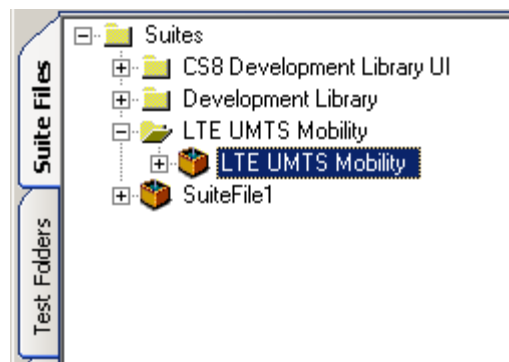 Suite Files
Test Folders
Suites
CS8 Development Library UI
Development Library
LTE UMTS Mobility
LTE UMTS Mobility
SuiteFile1